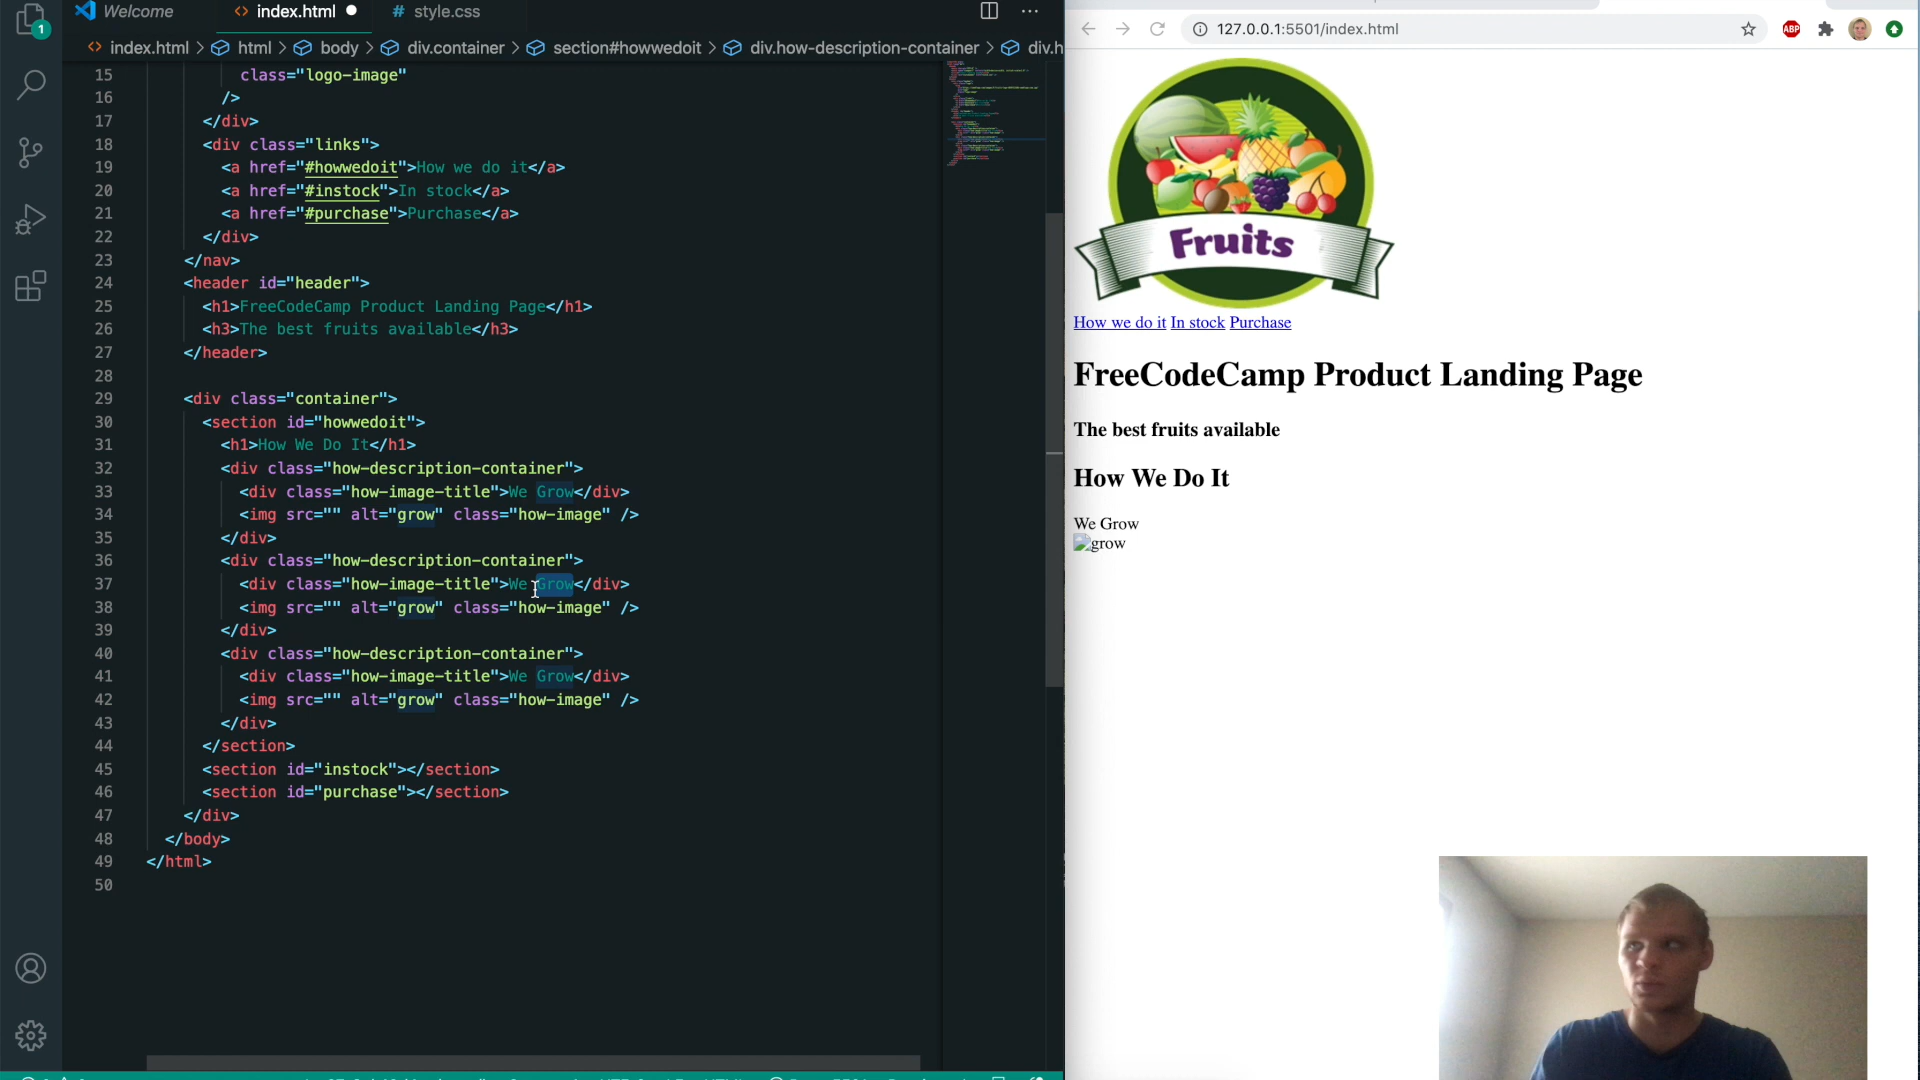 Welcome
index.html
# style.css
index.html > html > body > div.container > section#howwedoit > div.how-description-container > div.h
15 class="logo-image"
16 />
17 </div>
18 <div class="links">
19 <a href="#howwedoit">How we do it</a>
20 <a href="#instock">In stock</a>
21 <a href="#purchase">Purchase</a>
22 </div>
23 </nav>
24 <header id="header">
25 <h1>FreeCodeCamp Product Landing Page</h1>
26 <h3>The best fruits available</h3>
27 </header>
28
29 <div class="container">
30 <section id="howwedoit">
31 <h1>How We Do It</h1>
32 <div class="how-description-container">
33 <div class="how-image-title">We Grow</div>
34 <img src="" alt="grow" class="how-image" />
35 </div>
36 <div class="how-description-container">
37 <div class="how-image-title">We Grow</div>
38 <img src="" alt="grow" class="how-image" />
39 </div>
40 <div class="how-description-container">
41 <div class="how-image-title">We Grow</div>
42 <img src="" alt="grow" class="how-image" />
43 </div>
44 </section>
45 <section id="instock"></section>
46 <section id="purchase"></section>
47 </div>
48 </body>
49 </html>
50
1
127.0.0.1:5501/index.html
ABP
Fruits
How we do it In stock Purchase
FreeCodeCamp Product Landing Page
The best fruits available
How We Do It
We Grow
grow